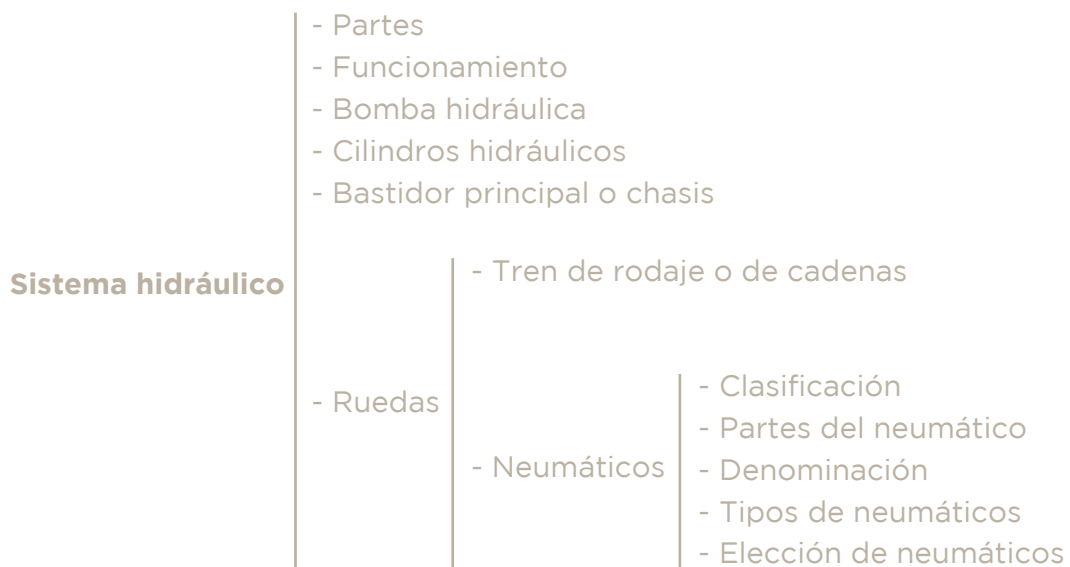 - Partes
- Funcionamiento
- Bomba hidráulica
- Cilindros hidráulicos
- Bastidor principal o chasis
Sistema hidráulico
- Tren de rodaje o de cadenas
- Ruedas
- Neumáticos
- Clasificación
- Partes del neumático
- Denominación
- Tipos de neumáticos
- Elección de neumáticos